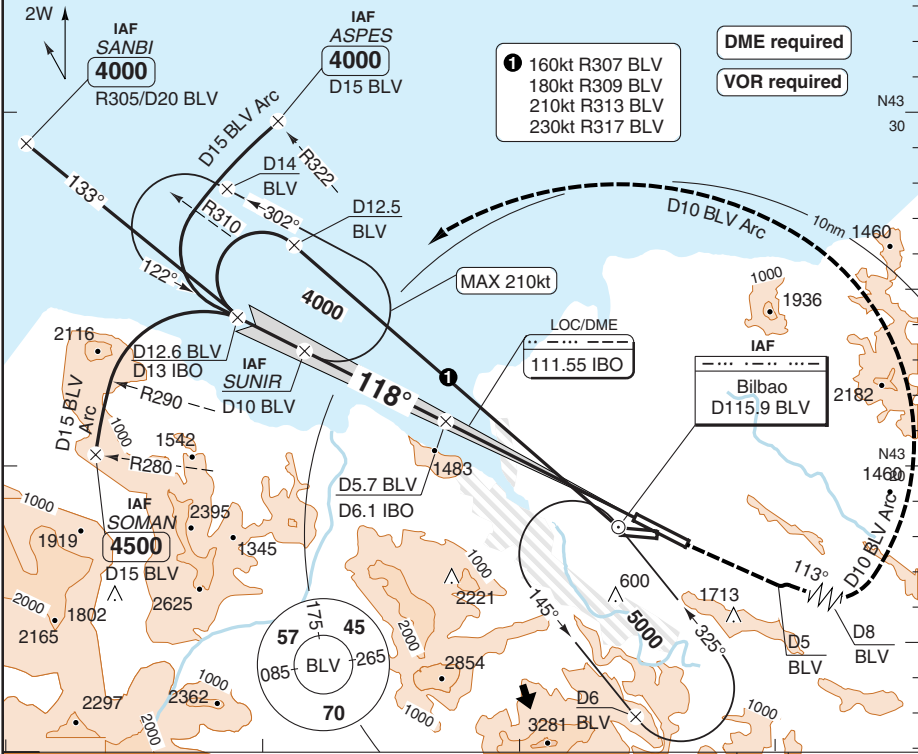 2W
IAF
SANBI
4000
R305/D20 BLV
IAF
ASPES
4000
D15 BLV
❶ 160kt R307 BLV
180kt R309 BLV
210kt R313 BLV
230kt R317 BLV
DME required
VOR required
N43
30
D15 BLV Arc
R322
D14
BLV
133°
R310
302°
D12.5
BLV
D10 BLV Arc
10nm
1460
122°
MAX 210kt
4000
1000
1936
2116
D12.6 BLV
D13 IBO
IAF
SUNIR
D10 BLV
LOC/DME
111.55 IBO
IAF
Bilbao
D115.9 BLV
118°
❶
2182
D15 BLV
Arc
R290
1000
1542
R280
1483
N43
20
1460
D5.7 BLV
D6.1 IBO
1000
IAF
SOMAN
4500
D15 BLV
2395
1919
1345
D10 BLV Arc
113°
1000
600
1713
2221
2000
1802
2625
2165
145°
5000
325°
D5
BLV
D8
BLV
175
57
45
085
BLV
265
70
2000
2854
2297
2362
1000
2000
1000
3281
D6
BLV
1000